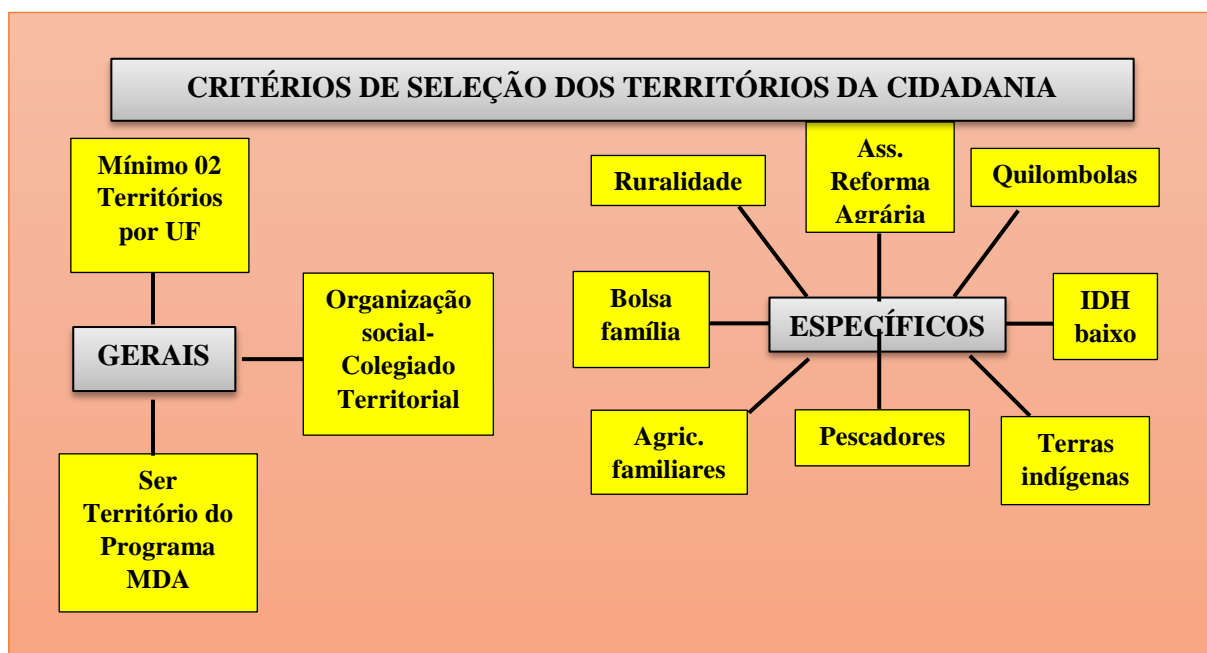 CRITÉRIOS DE SELEÇÃO DOS TERRITÓRIOS DA CIDADANIA
Mínimo 02
Territórios
por UF
GERAIS
Organização
social-
Colegiado
Territorial
Ser
Território do
Programa
MDA
Ruralidade
Ass.
Reforma
Agrária
Quilombolas
Bolsa
família
ESPECÍFICOS
IDH
baixo
Agric.
familiares
Pescadores
Terras
indígenas